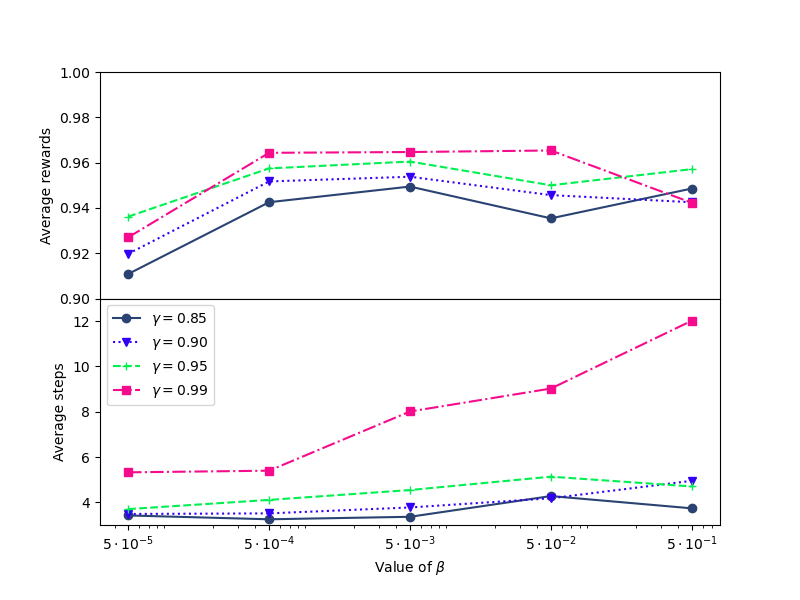 1.00
0.98
0.96
0.94
0.92
0.90
Average rewards
γ = 0.85
γ = 0.90
γ = 0.95
γ = 0.99
12
10
8
6
4
Average steps
5 · 10⁻⁵ 5 · 10⁻⁴ 5 · 10⁻³ 5 · 10⁻² 5 · 10⁻¹
Value of β